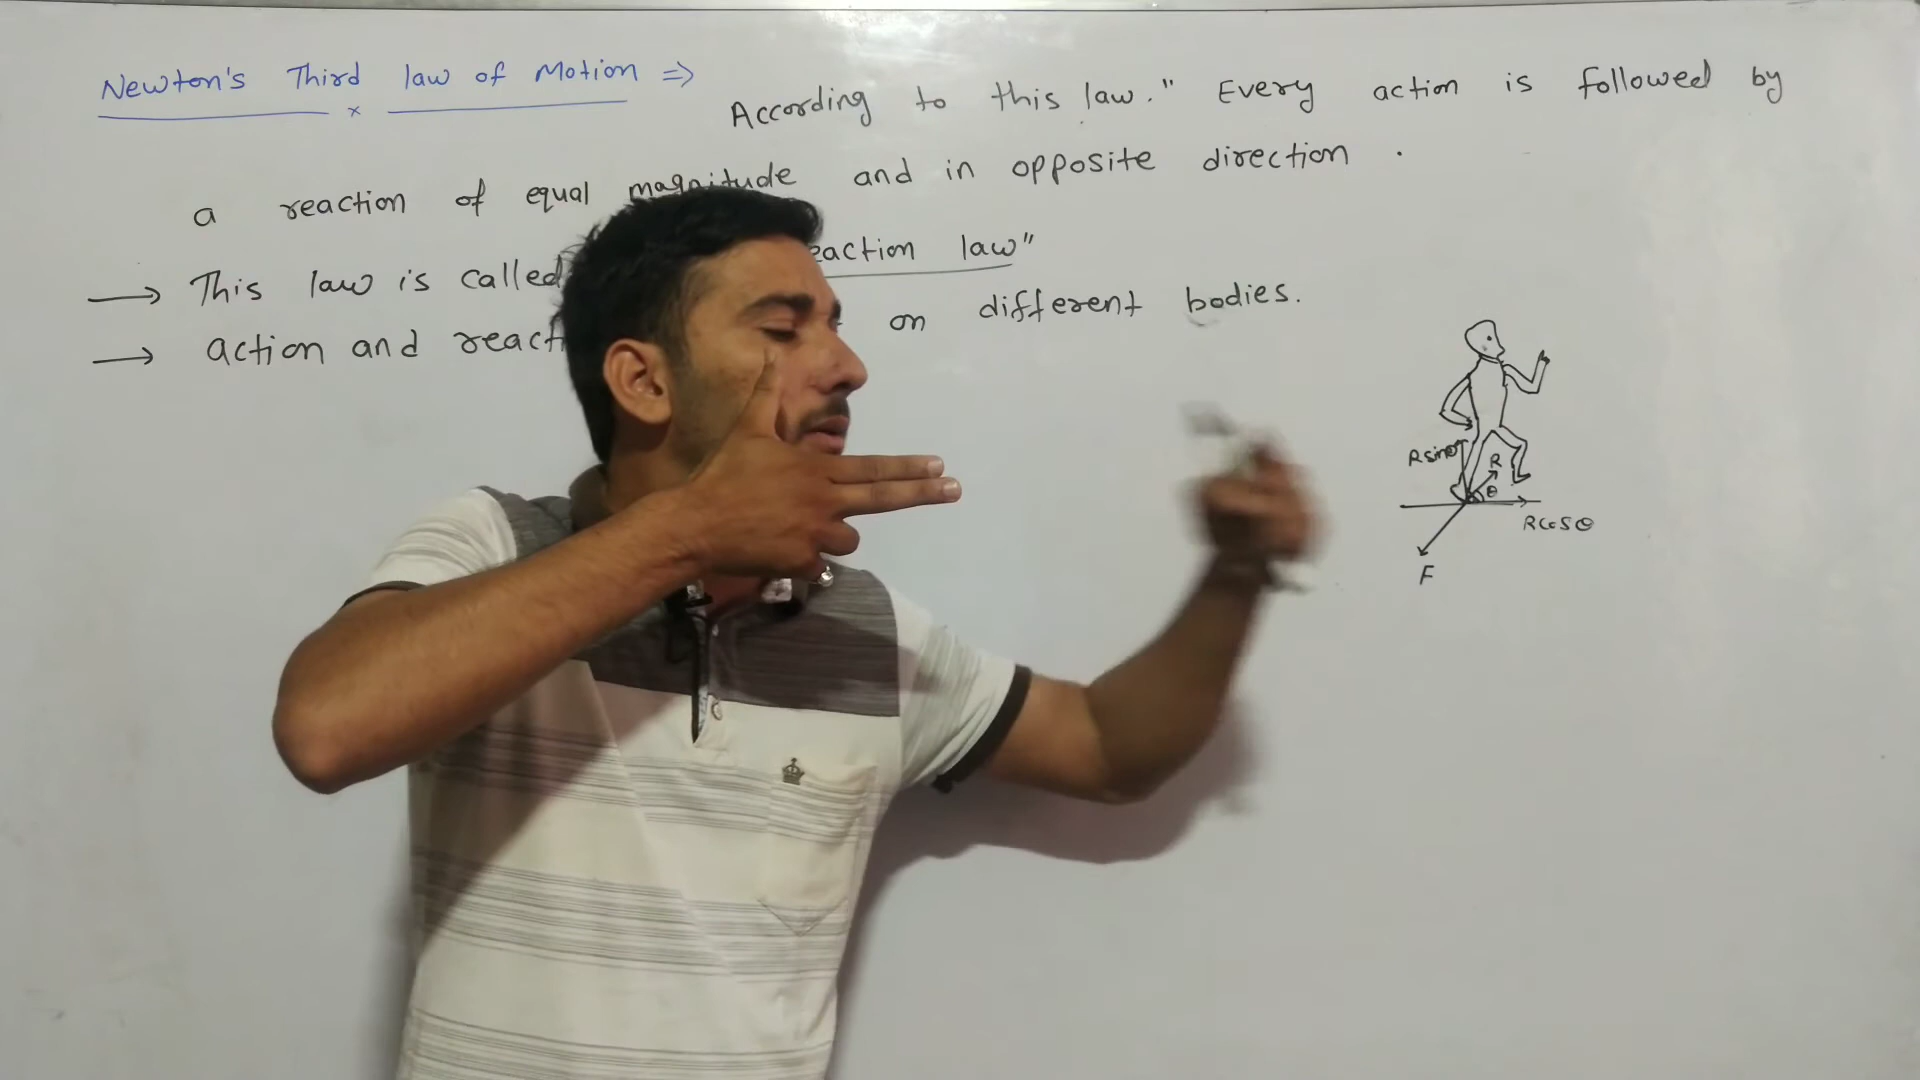 Newton's Third law of Motion ⇒
According to this law." Every action is followed by
a reaction of equal magnitude and in opposite direction .
→ This law is called eaction law"
→ action and react on different bodies.
Rsinθ
R
θ
Rcosθ
F